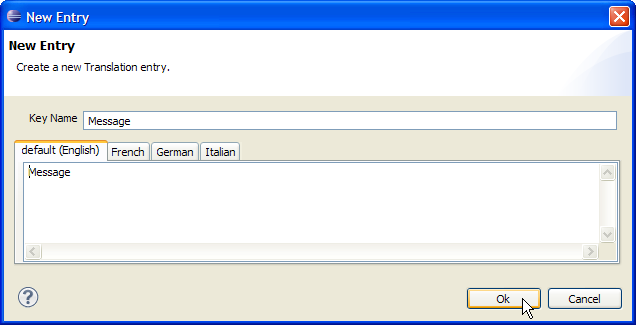 New Entry
New Entry
Create a new Translation entry.
Key Name Message
default (English) French German Italian
Message
Ok Cancel